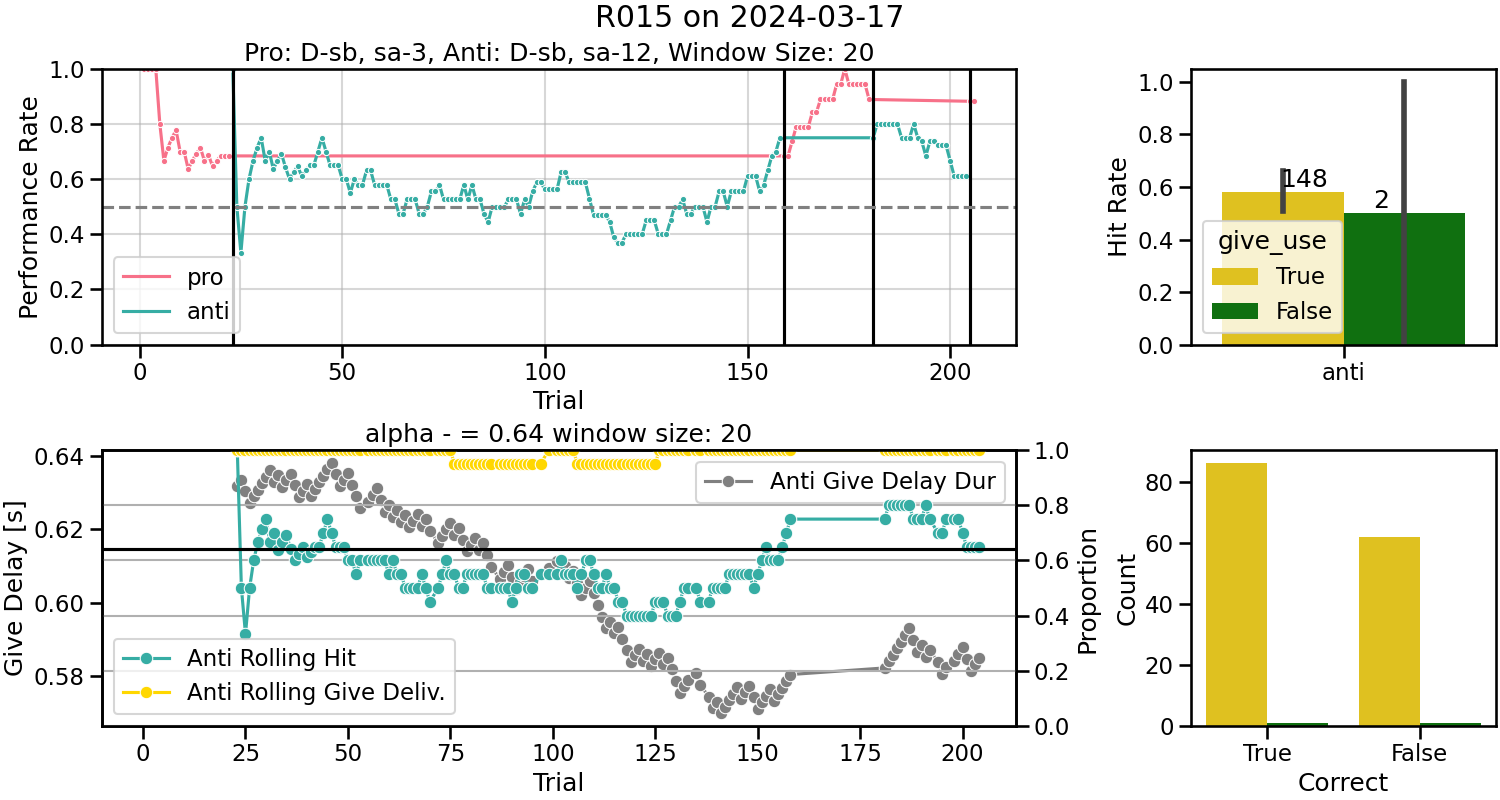 R015 on 2024-03-17
Pro: D-sb, sa-3, Anti: D-sb, sa-12, Window Size: 20
Performance Rate
1.0
0.8
0.6
0.4
0.2
0.0
pro
anti
0 50 100 150 200
Trial
Hit Rate
1.0
0.8
0.6
0.4
0.2
0.0
148
2
give_use
True
False
anti
alpha - = 0.64 window size: 20
Give Delay [s]
0.64
0.62
0.60
0.58
Anti Give Delay Dur
Anti Rolling Hit
Anti Rolling Give Deliv.
1.0
0.8
0.6
0.4
0.2
0.0
Proportion
0 25 50 75 100 125 150 175 200
Trial
Count
80
60
40
20
0
True False
Correct